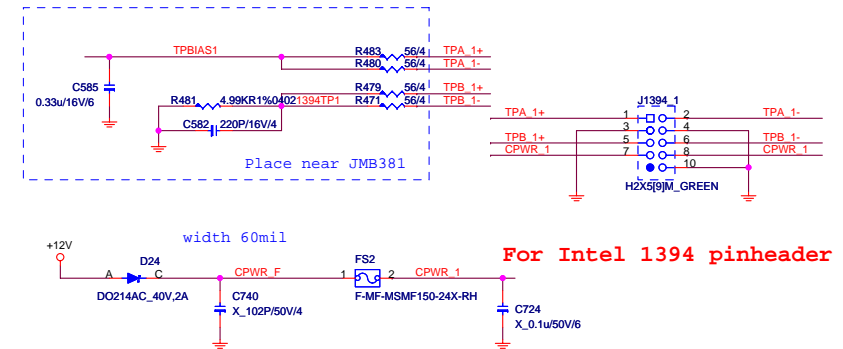 TPBIAS1
R483 56/4 TPA_1+
R480 56/4 TPA_1-
C585
0.33u/16V/6
R479 56/4 TPB_1+
R481 4.99KR1%0402 1394TP1 R471 56/4 TPB_1-
C582 220P/16V/4
Place near JMB381
J1394_1
TPA_1+ 1 2 TPA_1-
3 4
TPB_1+ 5 6 TPB_1-
CPWR_1 7 8 CPWR_1
10
H2X5[9]M_GREEN
width 60mil
+12V
For Intel 1394 pinheader
D24
A C
CPWR_F
FS2
1 2 CPWR_1
DO214AC_40V,2A
F-MF-MSMF150-24X-RH
C740
X_102P/50V/4
C724
X_0.1u/50V/6